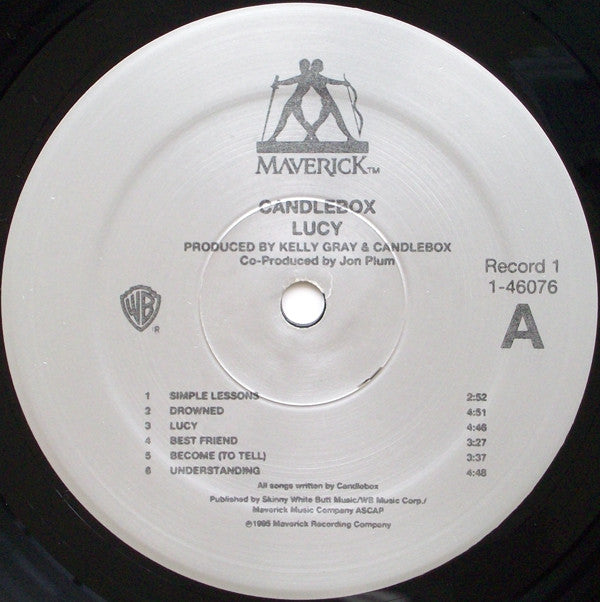 MAVERICK™
CANDLEBOX
LUCY
PRODUCED BY KELLY GRAY & CANDLEBOX
Co-Produced by Jon Plum
Record 1
1-46076
A
WB
®
1 SIMPLE LESSONS 2:52
2 DROWNED 4:51
3 LUCY 4:46
4 BEST FRIEND 3:27
5 BECOME (TO TELL) 3:37
6 UNDERSTANDING 4:48
All songs written by Candlebox
Published by Skinny White Butt Music/WB Music Corp./
Maverick Music Company ASCAP
℗1995 Maverick Recording Company